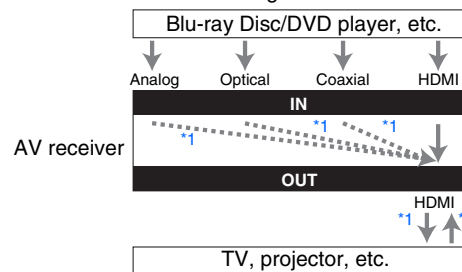 Blu-ray Disc/DVD player, etc.
Analog Optical Coaxial HDMI
IN
*1 *1 *1
AV receiver
OUT
HDMI
*1
TV, projector, etc.